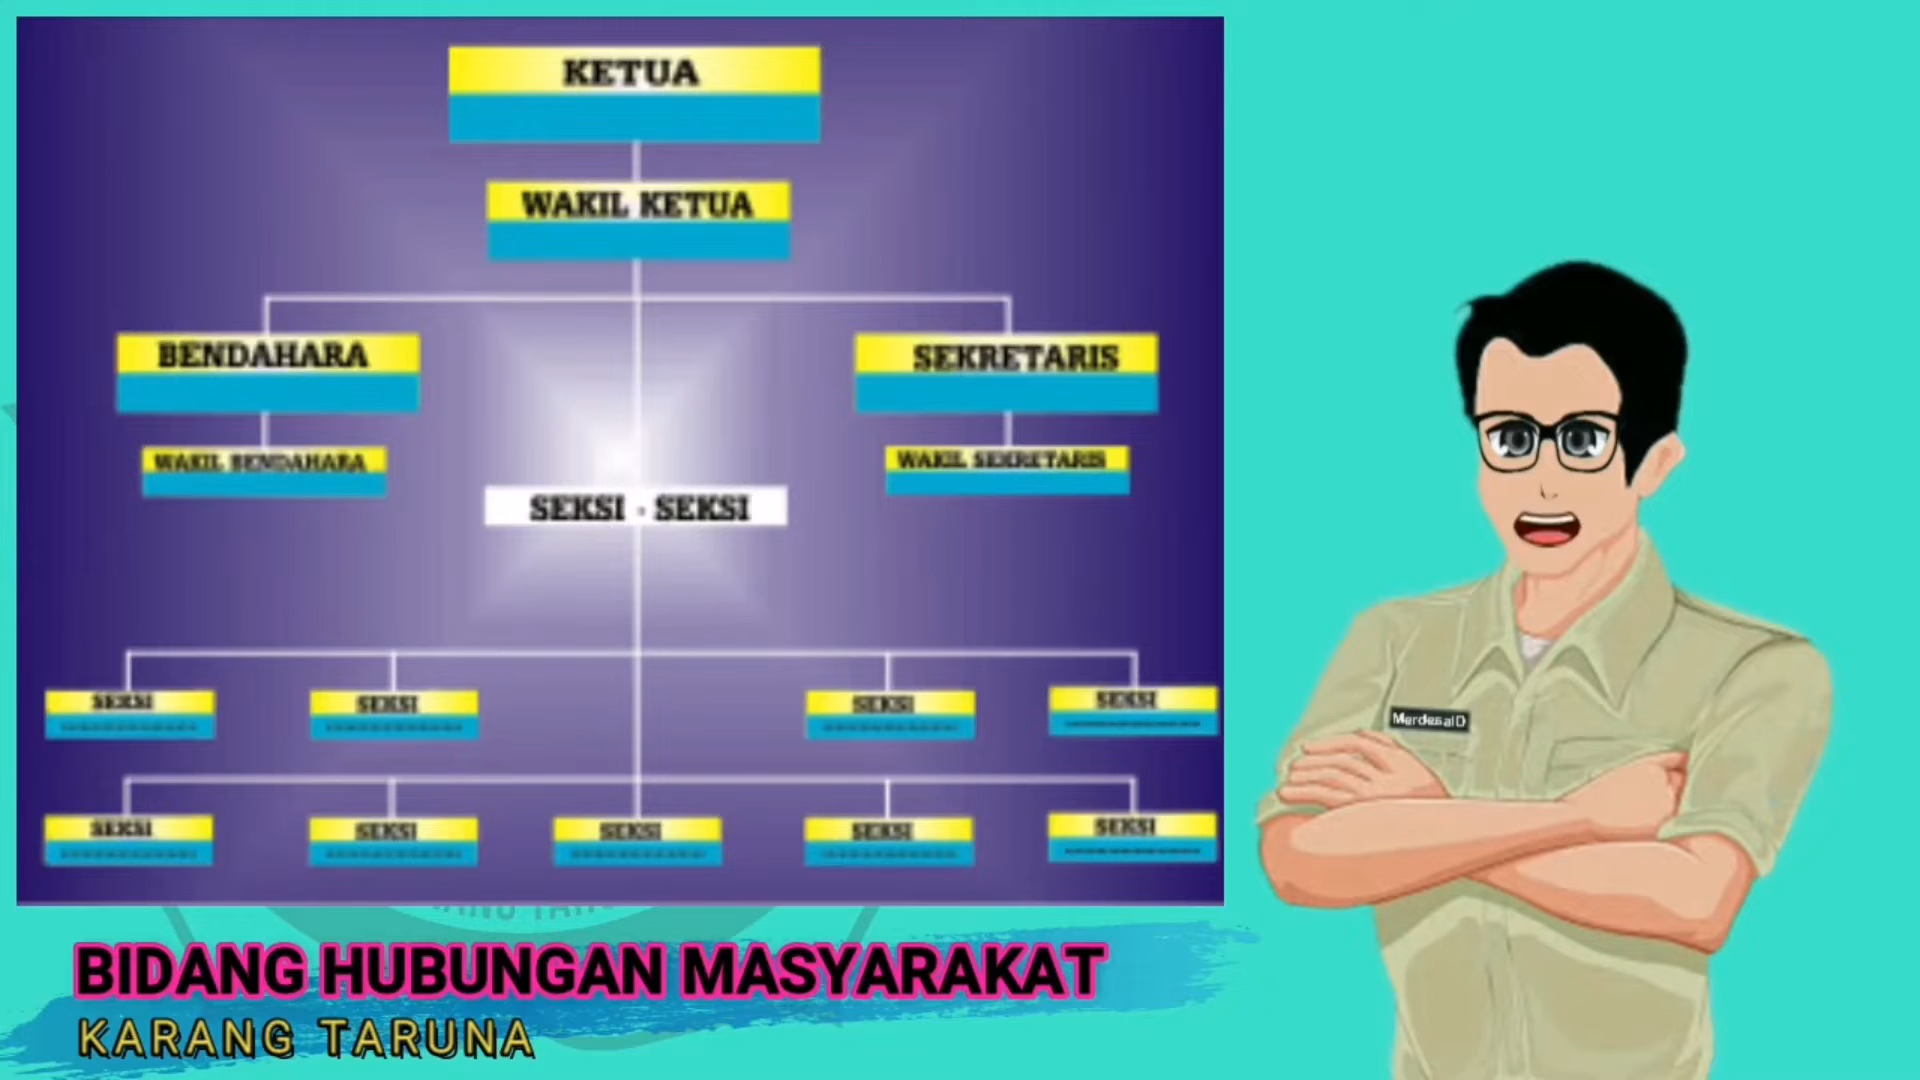 KETUA
WAKIL KETUA
BENDAHARA
SEKRETARIS
WAKIL BENDAHARA
WAKIL SEKRETARIS
SEKSI - SEKSI
SEKSI
SEKSI
SEKSI
SEKSI
SEKSI
SEKSI
SEKSI
SEKSI
SEKSI
MerdesaID
BIDANG HUBUNGAN MASYARAKAT
KARANG TARUNA